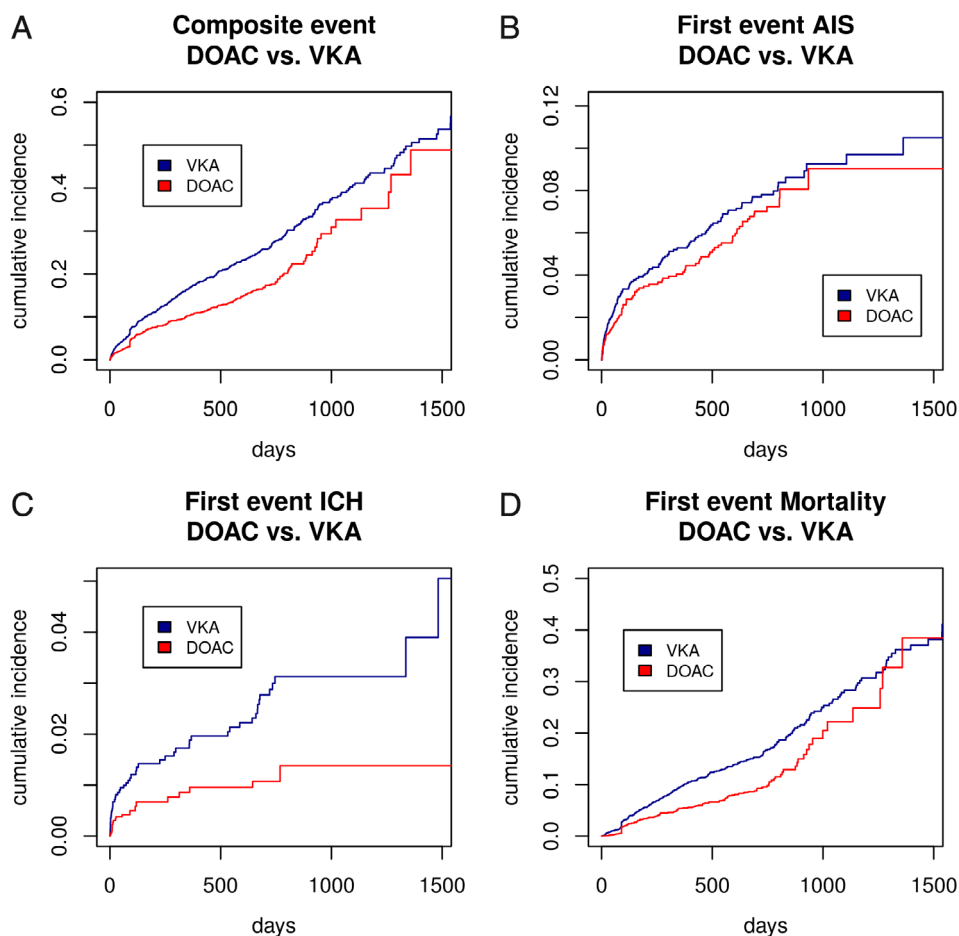 A
Composite event
DOAC vs. VKA
cumulative incidence
0.6
0.4
0.2
0.0
VKA
DOAC
0
500
1000
1500
days
B
First event AIS
DOAC vs. VKA
cumulative incidence
0.12
0.08
0.04
0.00
VKA
DOAC
0
500
1000
1500
days
C
First event ICH
DOAC vs. VKA
cumulative incidence
0.04
0.02
0.00
VKA
DOAC
0
500
1000
1500
days
D
First event Mortality
DOAC vs. VKA
cumulative incidence
0.5
0.4
0.3
0.2
0.1
0.0
VKA
DOAC
0
500
1000
1500
days